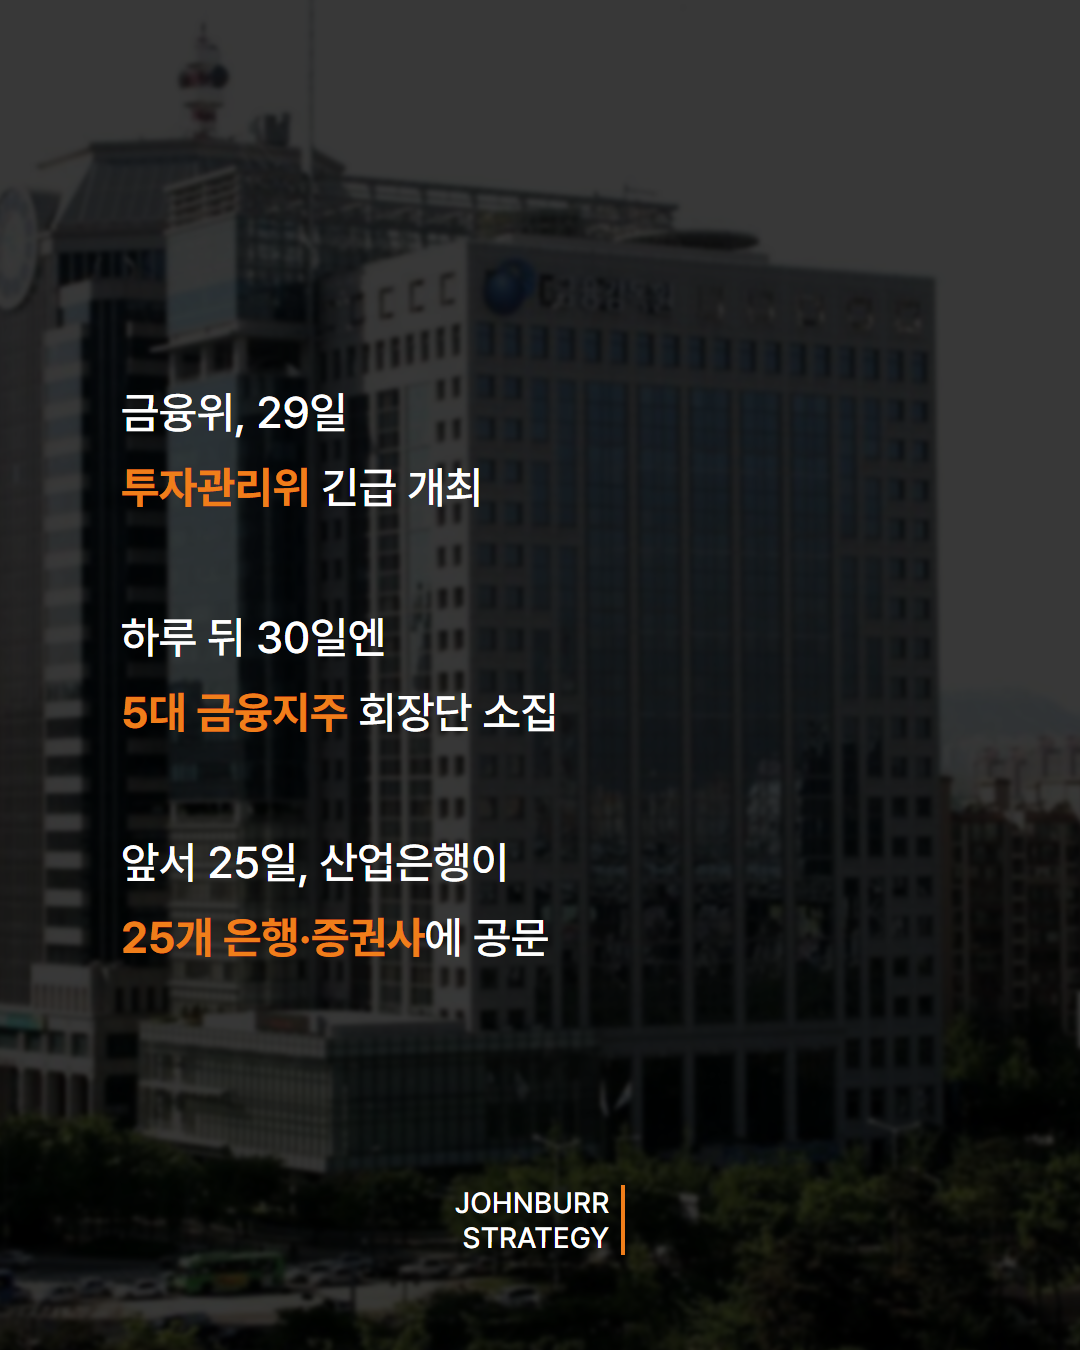 금융위, 29일
투자관리위 긴급 개최
하루 뒤 30일엔
5대 금융지주 회장단 소집
앞서 25일, 산업은행이
25개 은행·증권사에 공문
JOHNBURR
STRATEGY